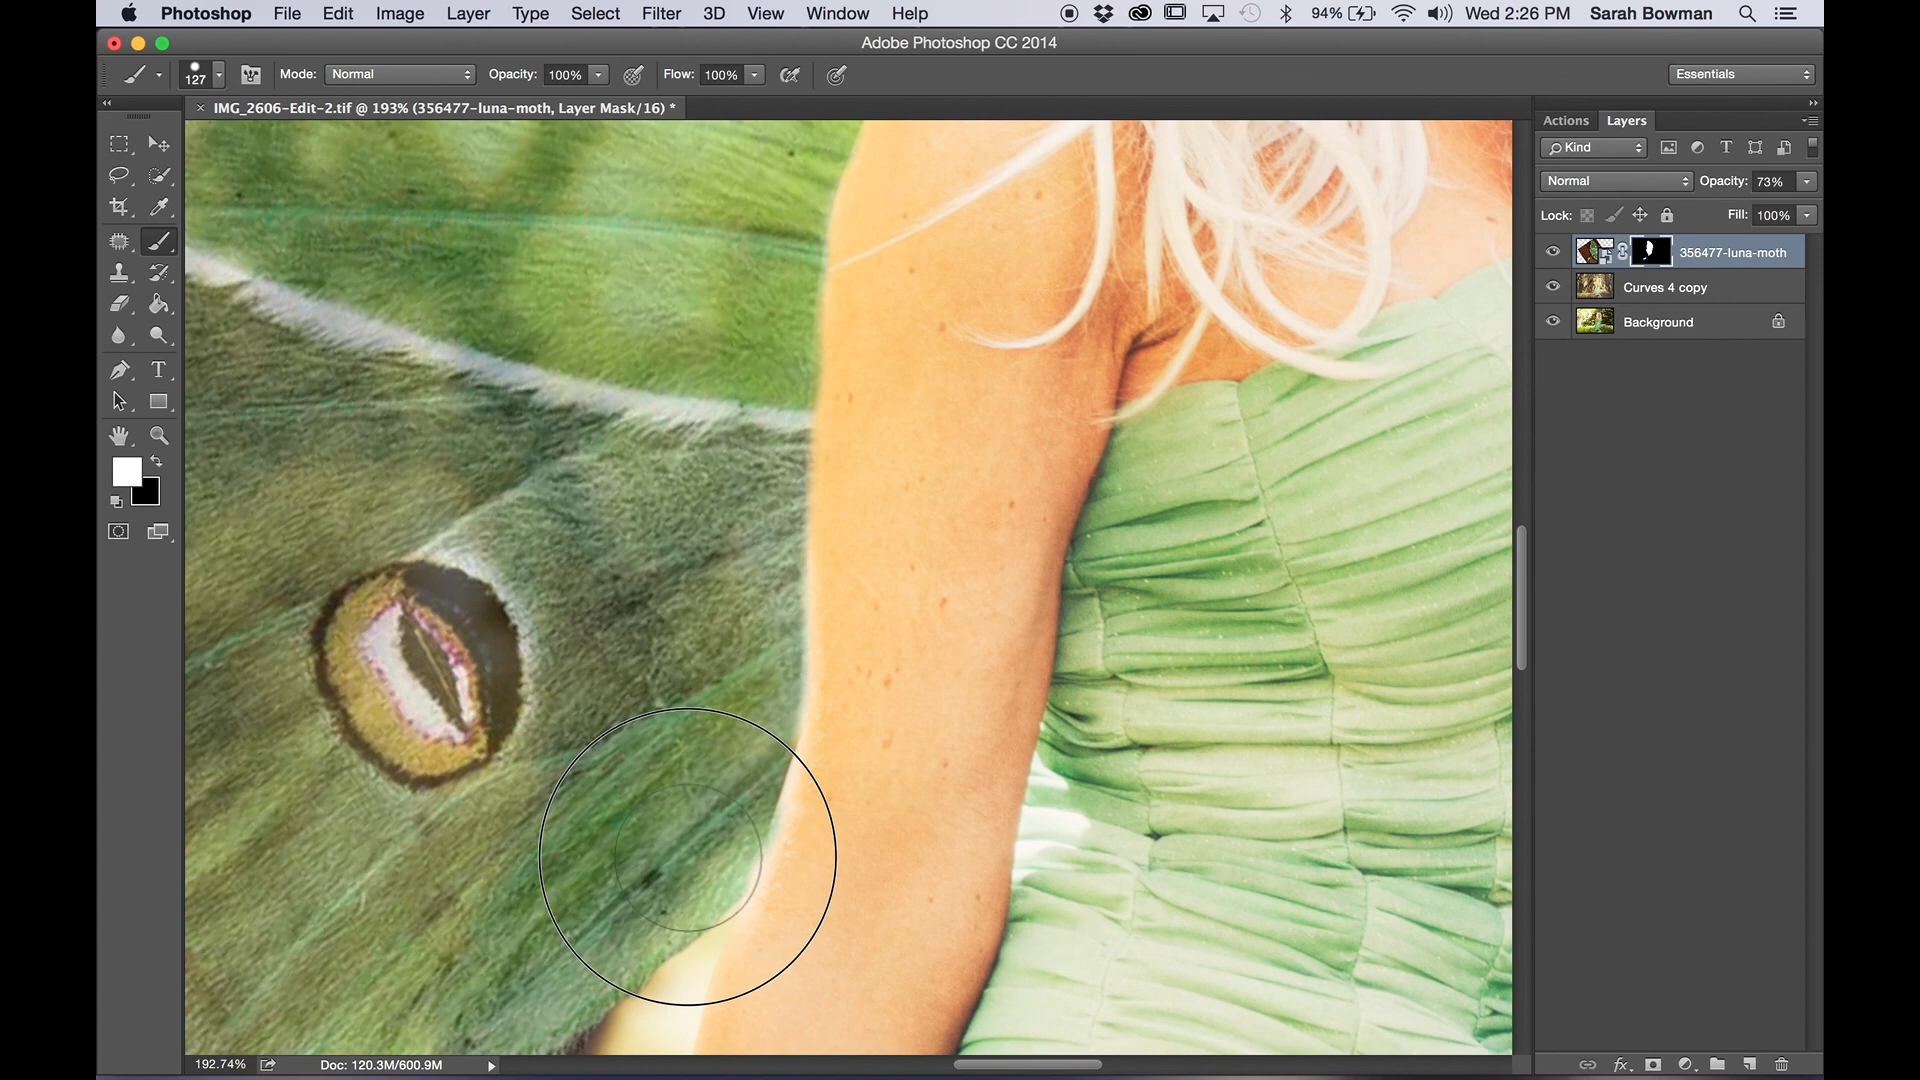 Photoshop File Edit Image Layer Type Select Filter 3D View Window Help 94% Wed 2:26 PM Sarah Bowman
Adobe Photoshop CC 2014
127 Mode: Normal Opacity: 100% Flow: 100% Essentials
× IMG_2606-Edit-2.tif @ 193% (356477-luna-moth, Layer Mask/16) *
Actions Layers
Kind
Normal Opacity: 73%
Lock: Fill: 100%
356477-luna-moth
Curves 4 copy
Background
192.74% Doc: 120.3M/600.9M